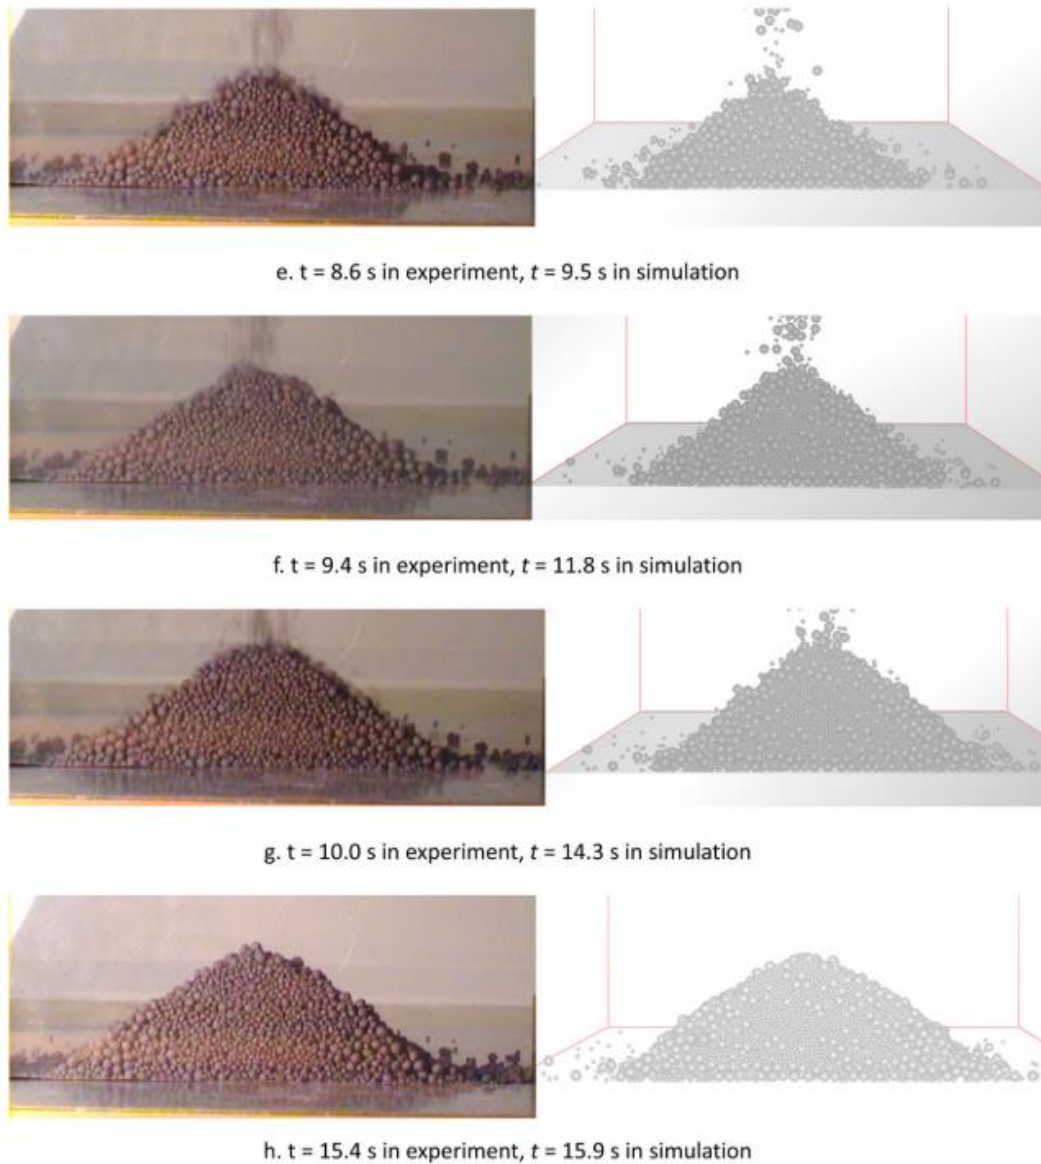 e. t = 8.6 s in experiment, t = 9.5 s in simulation
f. t = 9.4 s in experiment, t = 11.8 s in simulation
g. t = 10.0 s in experiment, t = 14.3 s in simulation
h. t = 15.4 s in experiment, t = 15.9 s in simulation